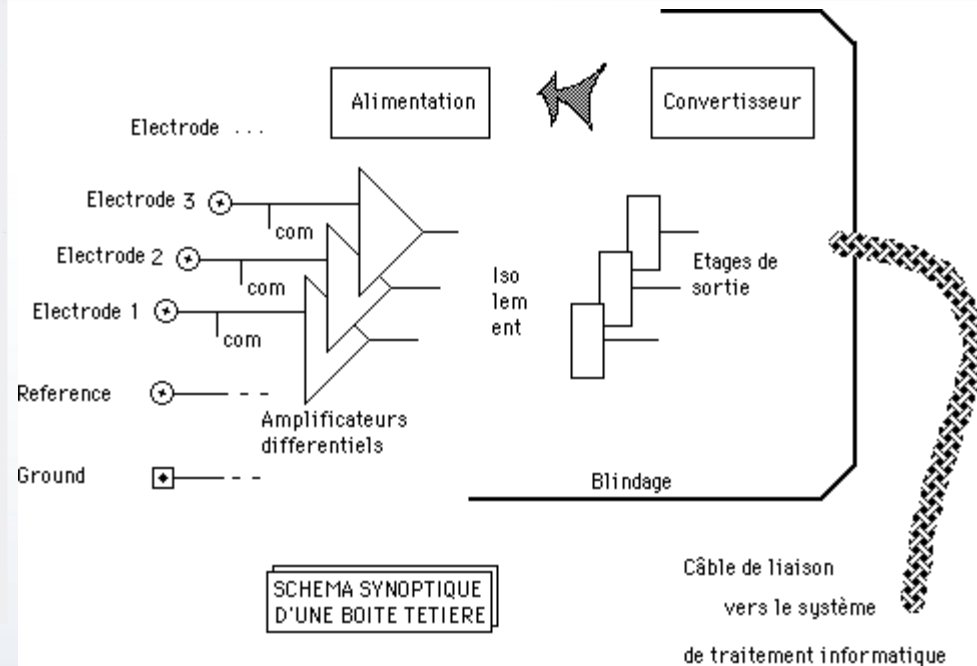 Alimentation
Convertisseur
Electrode ...
Electrode 3
com
Electrode 2
com
Electrode 1
com
Iso
lem
ent
Etages de
sortie
Reference
Amplificateurs
differentiels
Ground
Blindage
SCHEMA SYNOPTIQUE
D'UNE BOITE TETIERE
Câble de liaison
vers le système
de traitement informatique